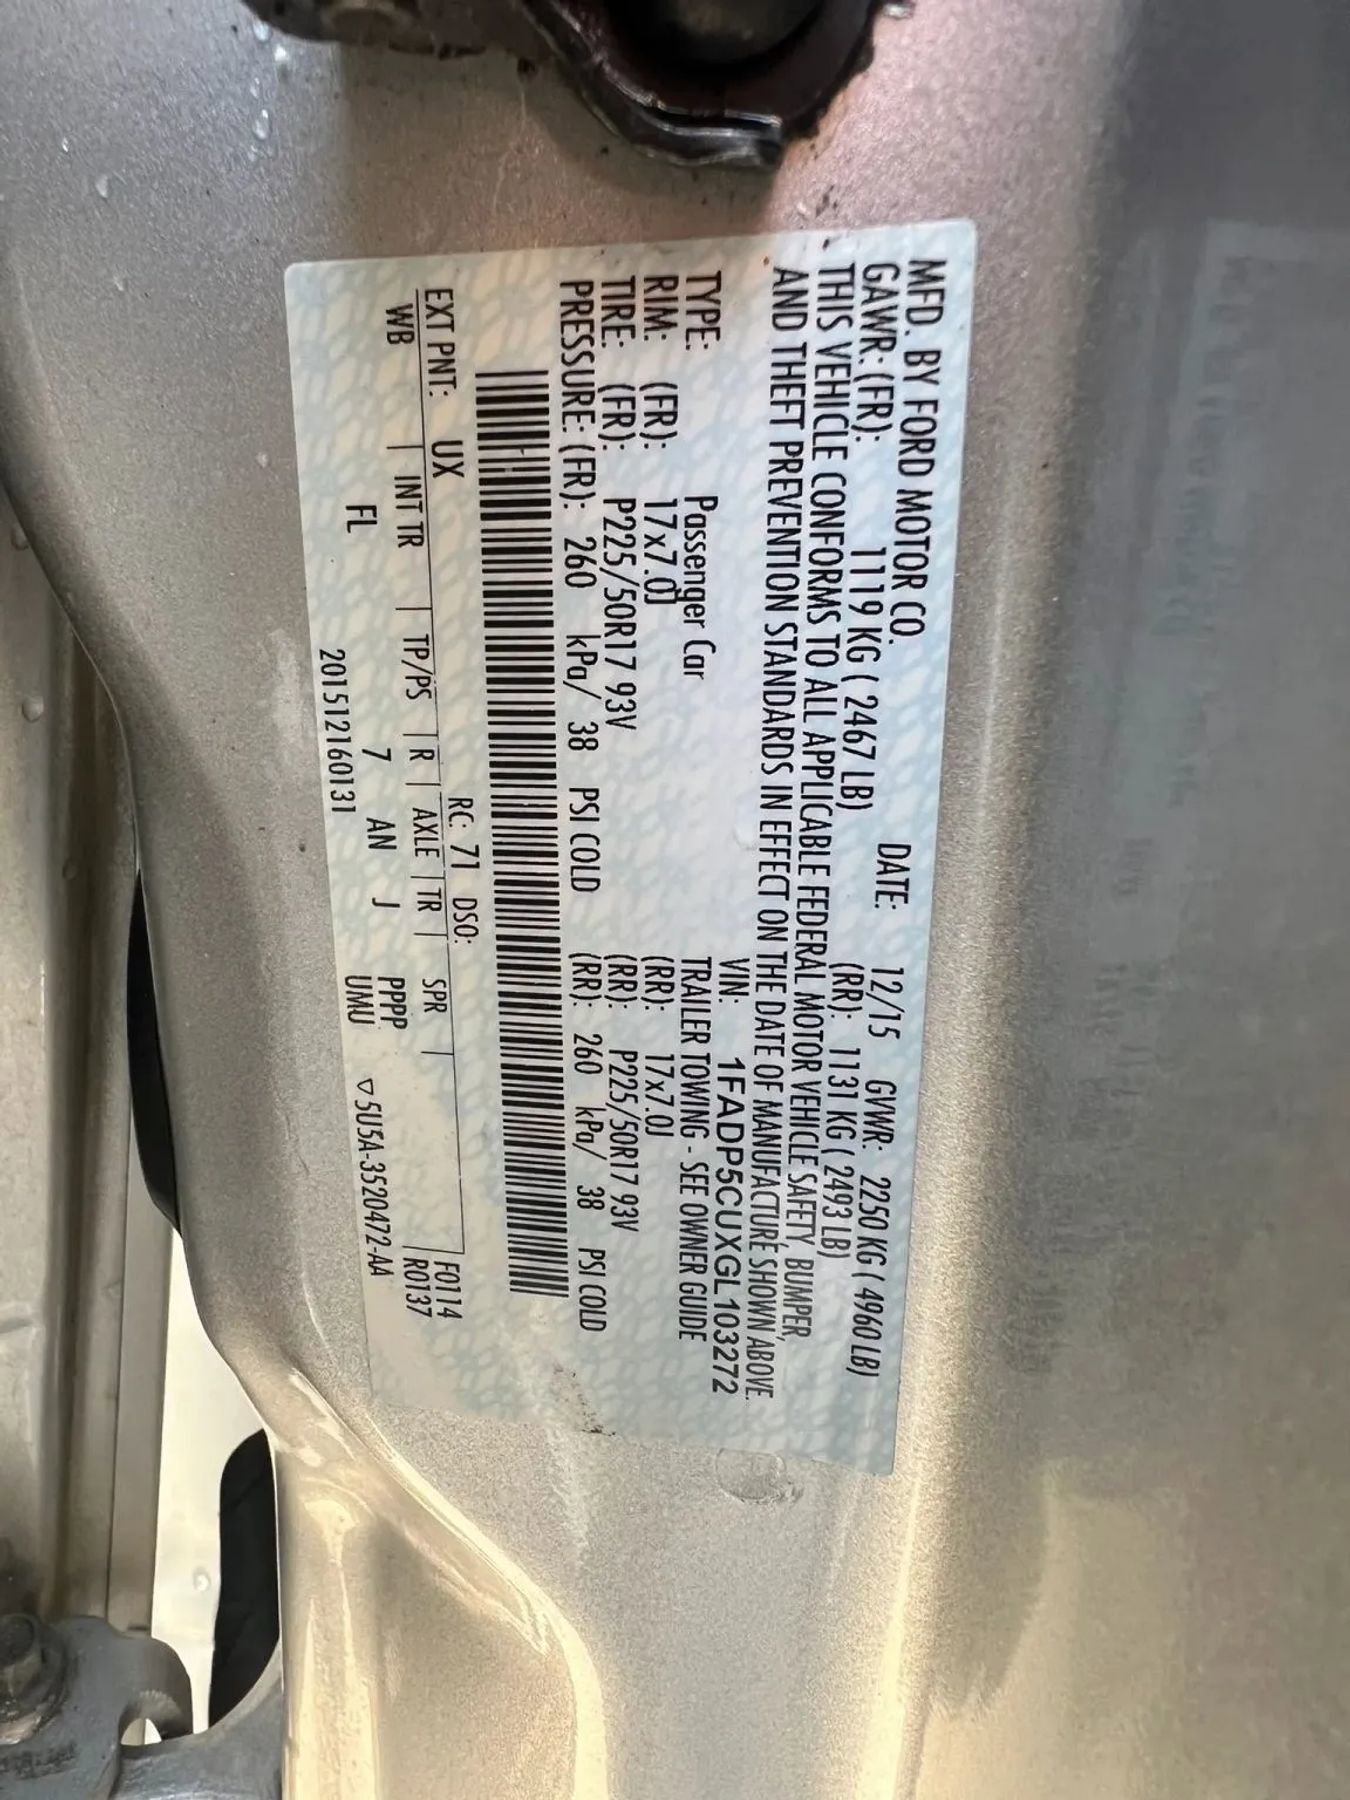 MFD. BY FORD MOTOR CO.
DATE: 12/15 GVWR: 2250 KG ( 4960 LB)
GAWR: (FR): 1119 KG ( 2467 LB) (RR): 1131 KG ( 2493 LB)
THIS VEHICLE CONFORMS TO ALL APPLICABLE FEDERAL MOTOR VEHICLE SAFETY, BUMPER,
AND THEFT PREVENTION STANDARDS IN EFFECT ON THE DATE OF MANUFACTURE SHOWN ABOVE.
VIN: 1FADP5CUXGL103272
TYPE: Passenger Car TRAILER TOWING - SEE OWNER GUIDE
RIM: (FR): 17x7.0J (RR): 17x7.0J
TIRE: (FR): P225/50R17 93V (RR): P225/50R17 93V
PRESSURE: (FR): 260 kPa/ 38 PSI COLD (RR): 260 kPa/ 38 PSI COLD
EXT PNT: UX RC: 71 DSO: F0114
WB | INT TR | TP/PS | R | AXLE | TR | SPR | R0137
FL 7 AN J PPPP
UMU ▽5U5A-3520472-AA
201512160131